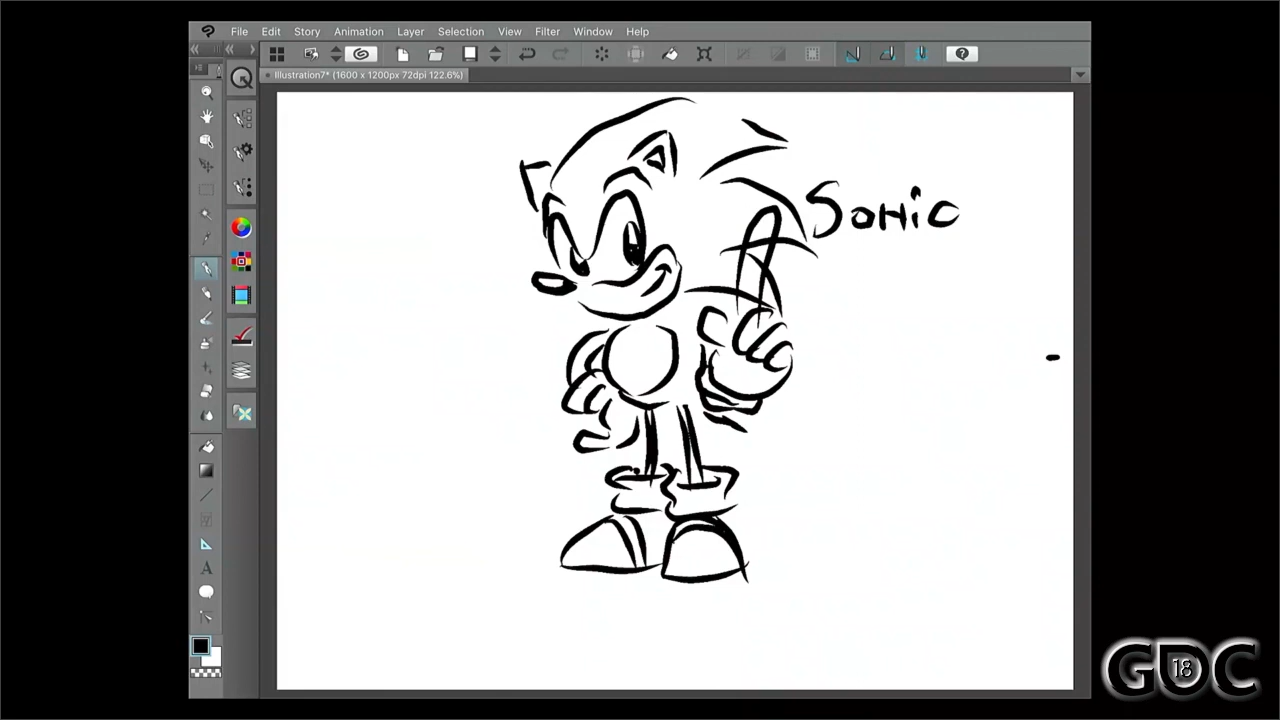 File Edit Story Animation Layer Selection View Filter Window Help
Illustration7* (1600 x 1200px 72dpi 122.6%)
Sonic
GDC
18